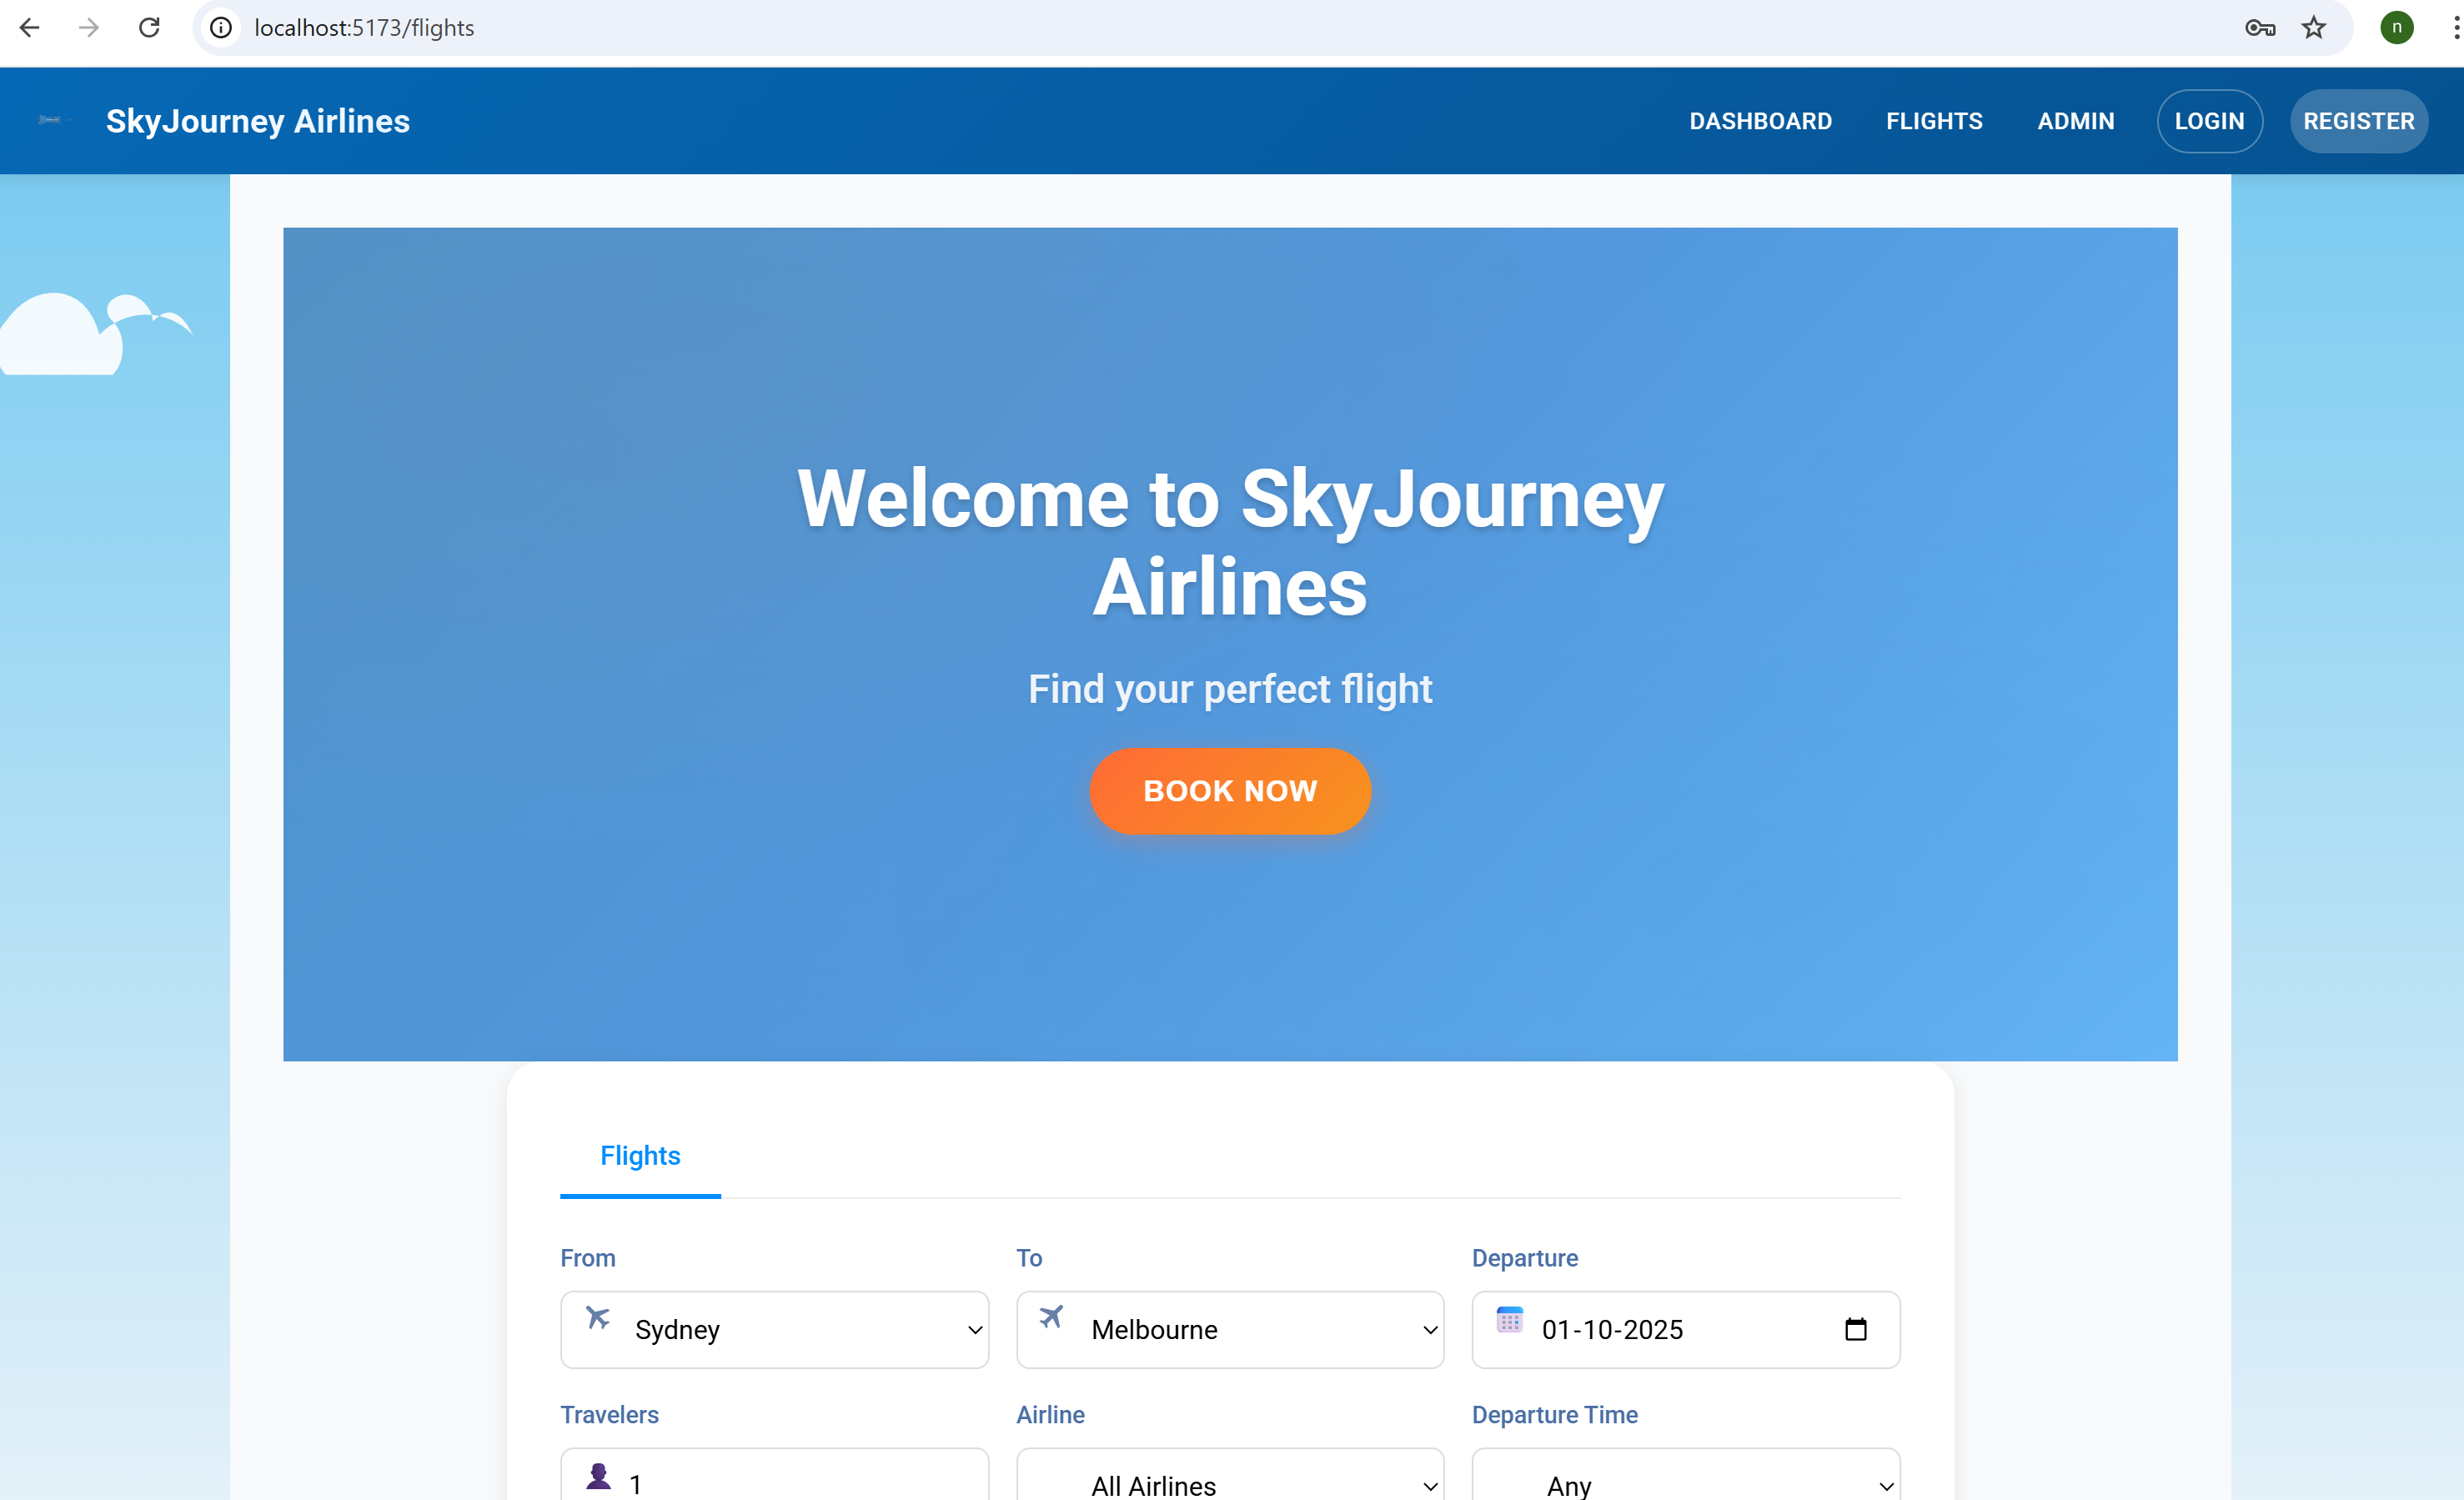 localhost:5173/flights
n
SkyJourney Airlines
DASHBOARD FLIGHTS ADMIN LOGIN REGISTER
Welcome to SkyJourney
Airlines
Find your perfect flight
BOOK NOW
Flights
From To Departure
Sydney Melbourne 01-10-2025
Travelers Airline Departure Time
1 All Airlines Any